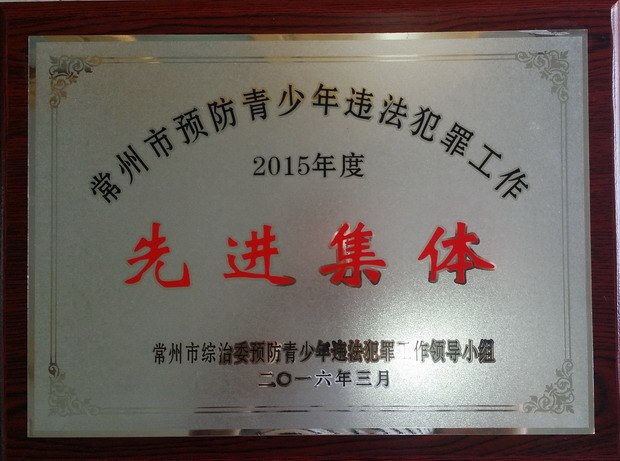 常州市预防青少年违法犯罪工作
2015年度
先进集体
常州市综治委预防青少年违法犯罪工作领导小组
二〇一六年三月